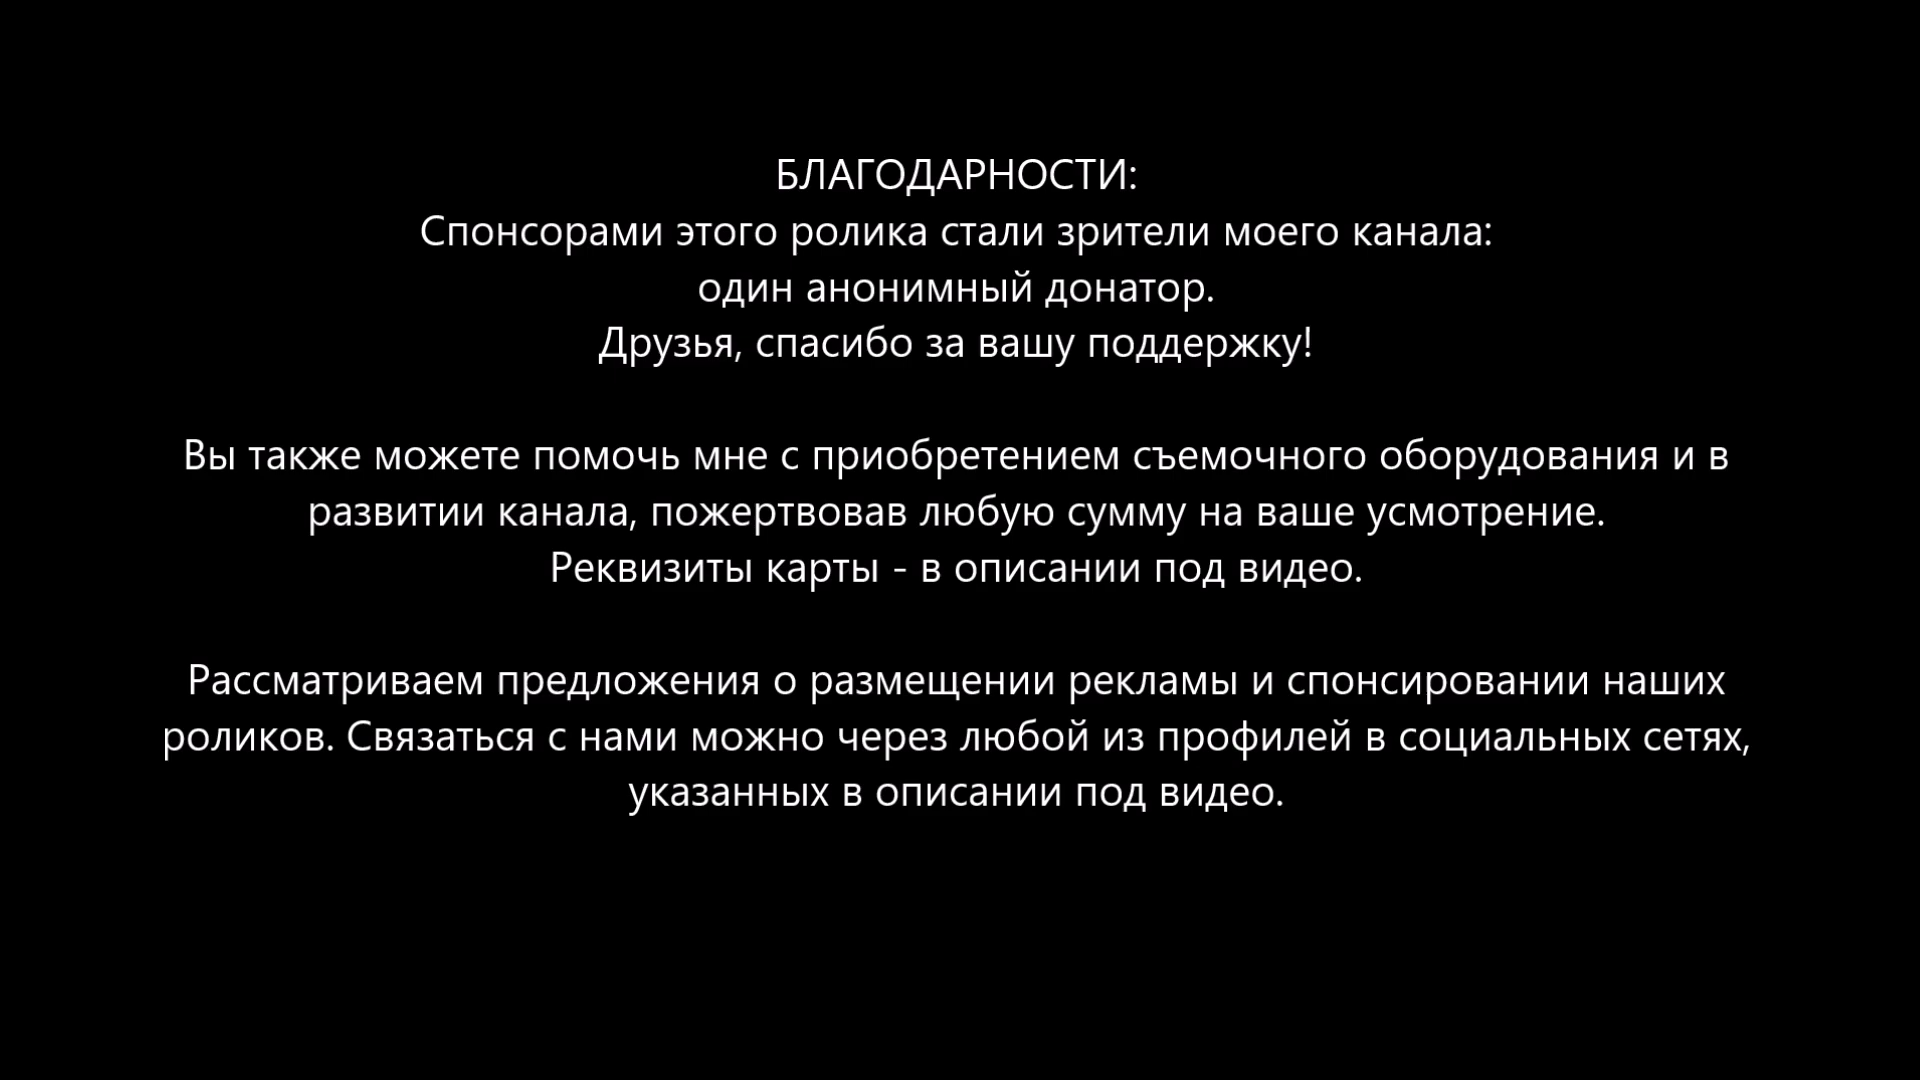 БЛАГОДАРНОСТИ:
Спонсорами этого ролика стали зрители моего канала:
один анонимный донатор.
Друзья, спасибо за вашу поддержку!
Вы также можете помочь мне с приобретением съемочного оборудования и в
развитии канала, пожертвовав любую сумму на ваше усмотрение.
Реквизиты карты - в описании под видео.
Рассматриваем предложения о размещении рекламы и спонсировании наших
роликов. Связаться с нами можно через любой из профилей в социальных сетях,
указанных в описании под видео.